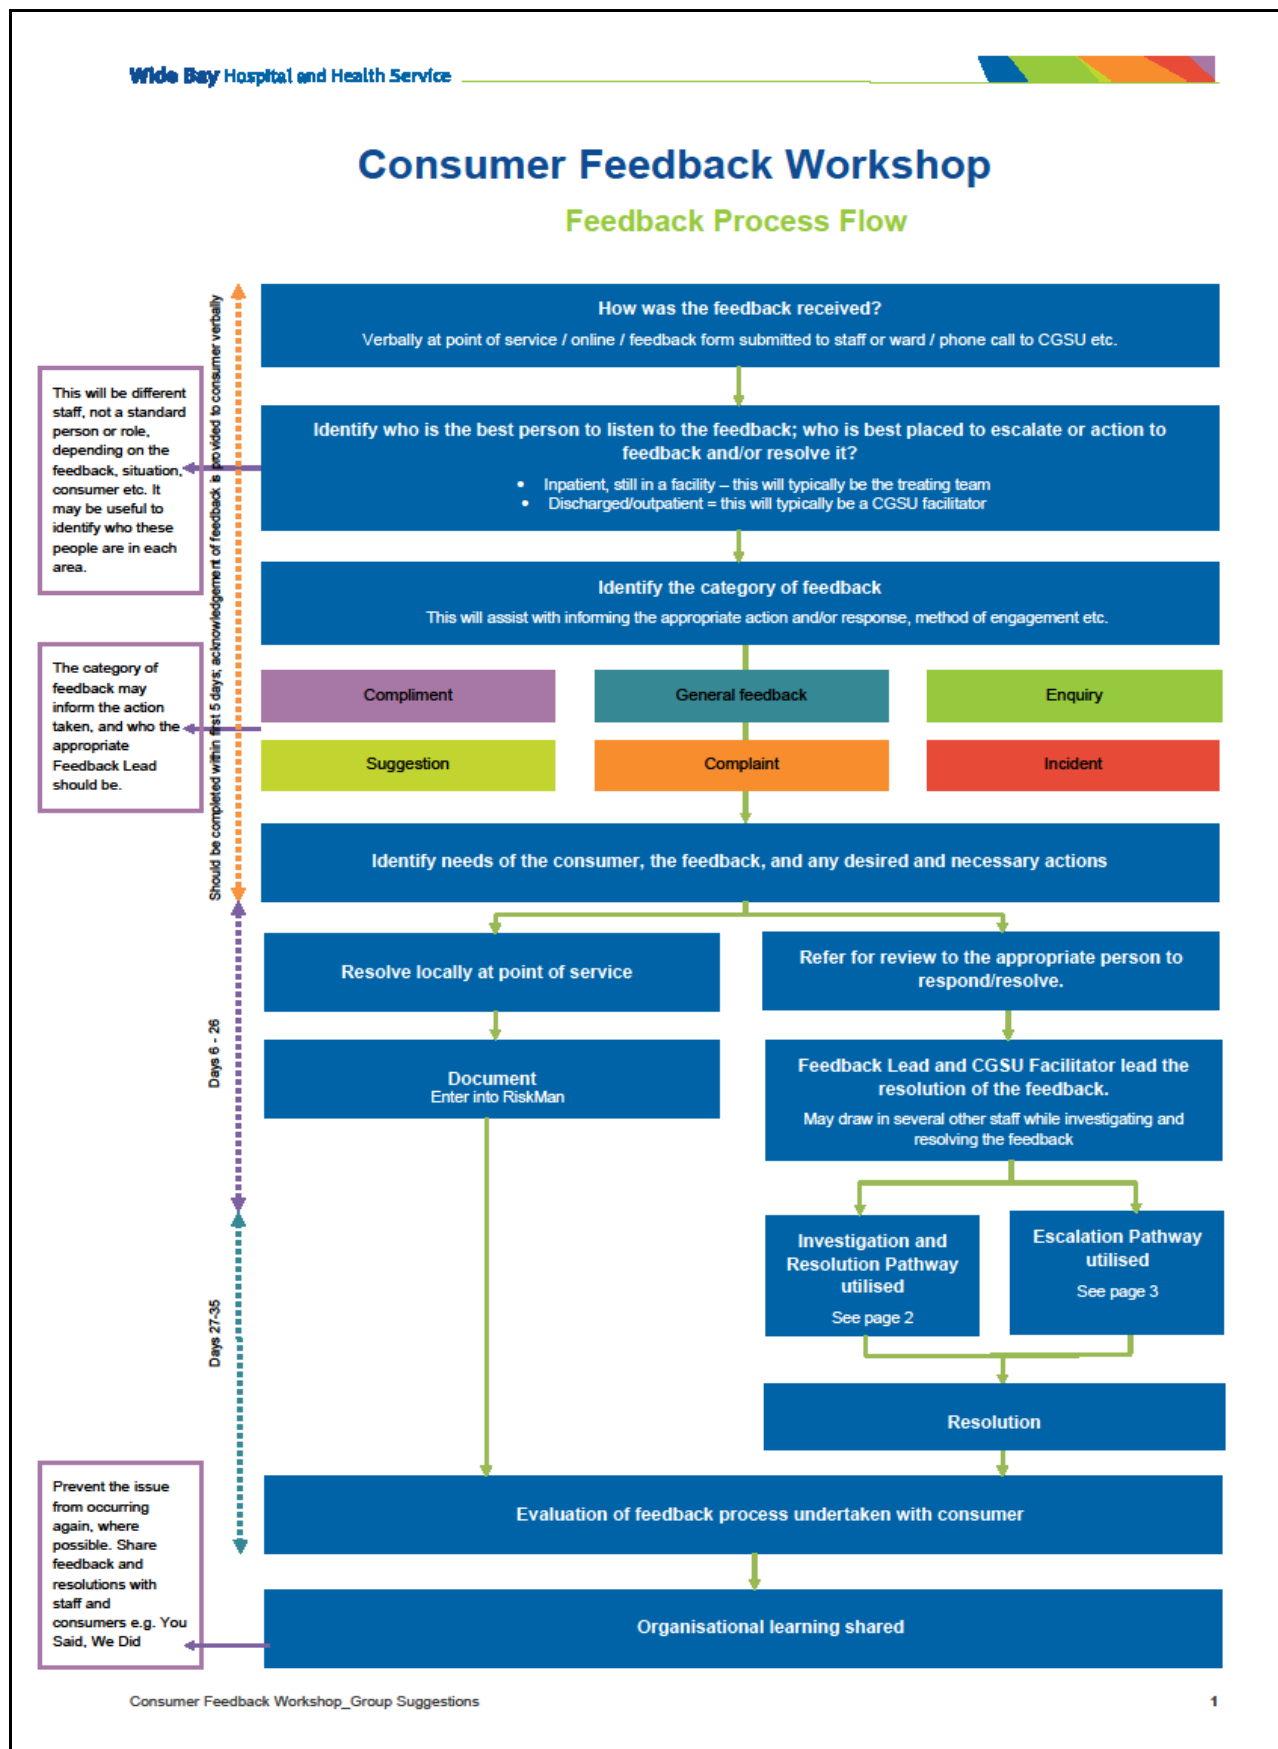 Wide Bay Hospital and Health Service
Consumer Feedback Workshop
Feedback Process Flow
Should be completed within first 5 days; acknowledgement of feedback is provided to consumer verbally
How was the feedback received?
Verbally at point of service / online / feedback form submitted to staff or ward / phone call to CGSU etc.
This will be different
staff, not a standard
person or role,
depending on the
feedback, situation,
consumer etc. It
may be useful to
identify who these
people are in each
area.
Identify who is the best person to listen to the feedback; who is best placed to escalate or action to
feedback and/or resolve it?
• Inpatient, still in a facility – this will typically be the treating team
• Discharged/outpatient = this will typically be a CGSU facilitator
Identify the category of feedback
This will assist with informing the appropriate action and/or response, method of engagement etc.
The category of
feedback may
inform the action
taken, and who the
appropriate
Feedback Lead
should be.
Compliment
General feedback
Enquiry
Suggestion
Complaint
Incident
Identify needs of the consumer, the feedback, and any desired and necessary actions
Days 6 - 26
Resolve locally at point of service
Refer for review to the appropriate person to
respond/resolve.
Document
Enter into RiskMan
Feedback Lead and CGSU Facilitator lead the
resolution of the feedback.
May draw in several other staff while investigating and
resolving the feedback
Days 27-35
Investigation and
Resolution Pathway
utilised
See page 2
Escalation Pathway
utilised
See page 3
Resolution
Evaluation of feedback process undertaken with consumer
Prevent the issue
from occurring
again, where
possible. Share
feedback and
resolutions with
staff and
consumers e.g. You
Said, We Did
Organisational learning shared
Consumer Feedback Workshop_Group Suggestions
1